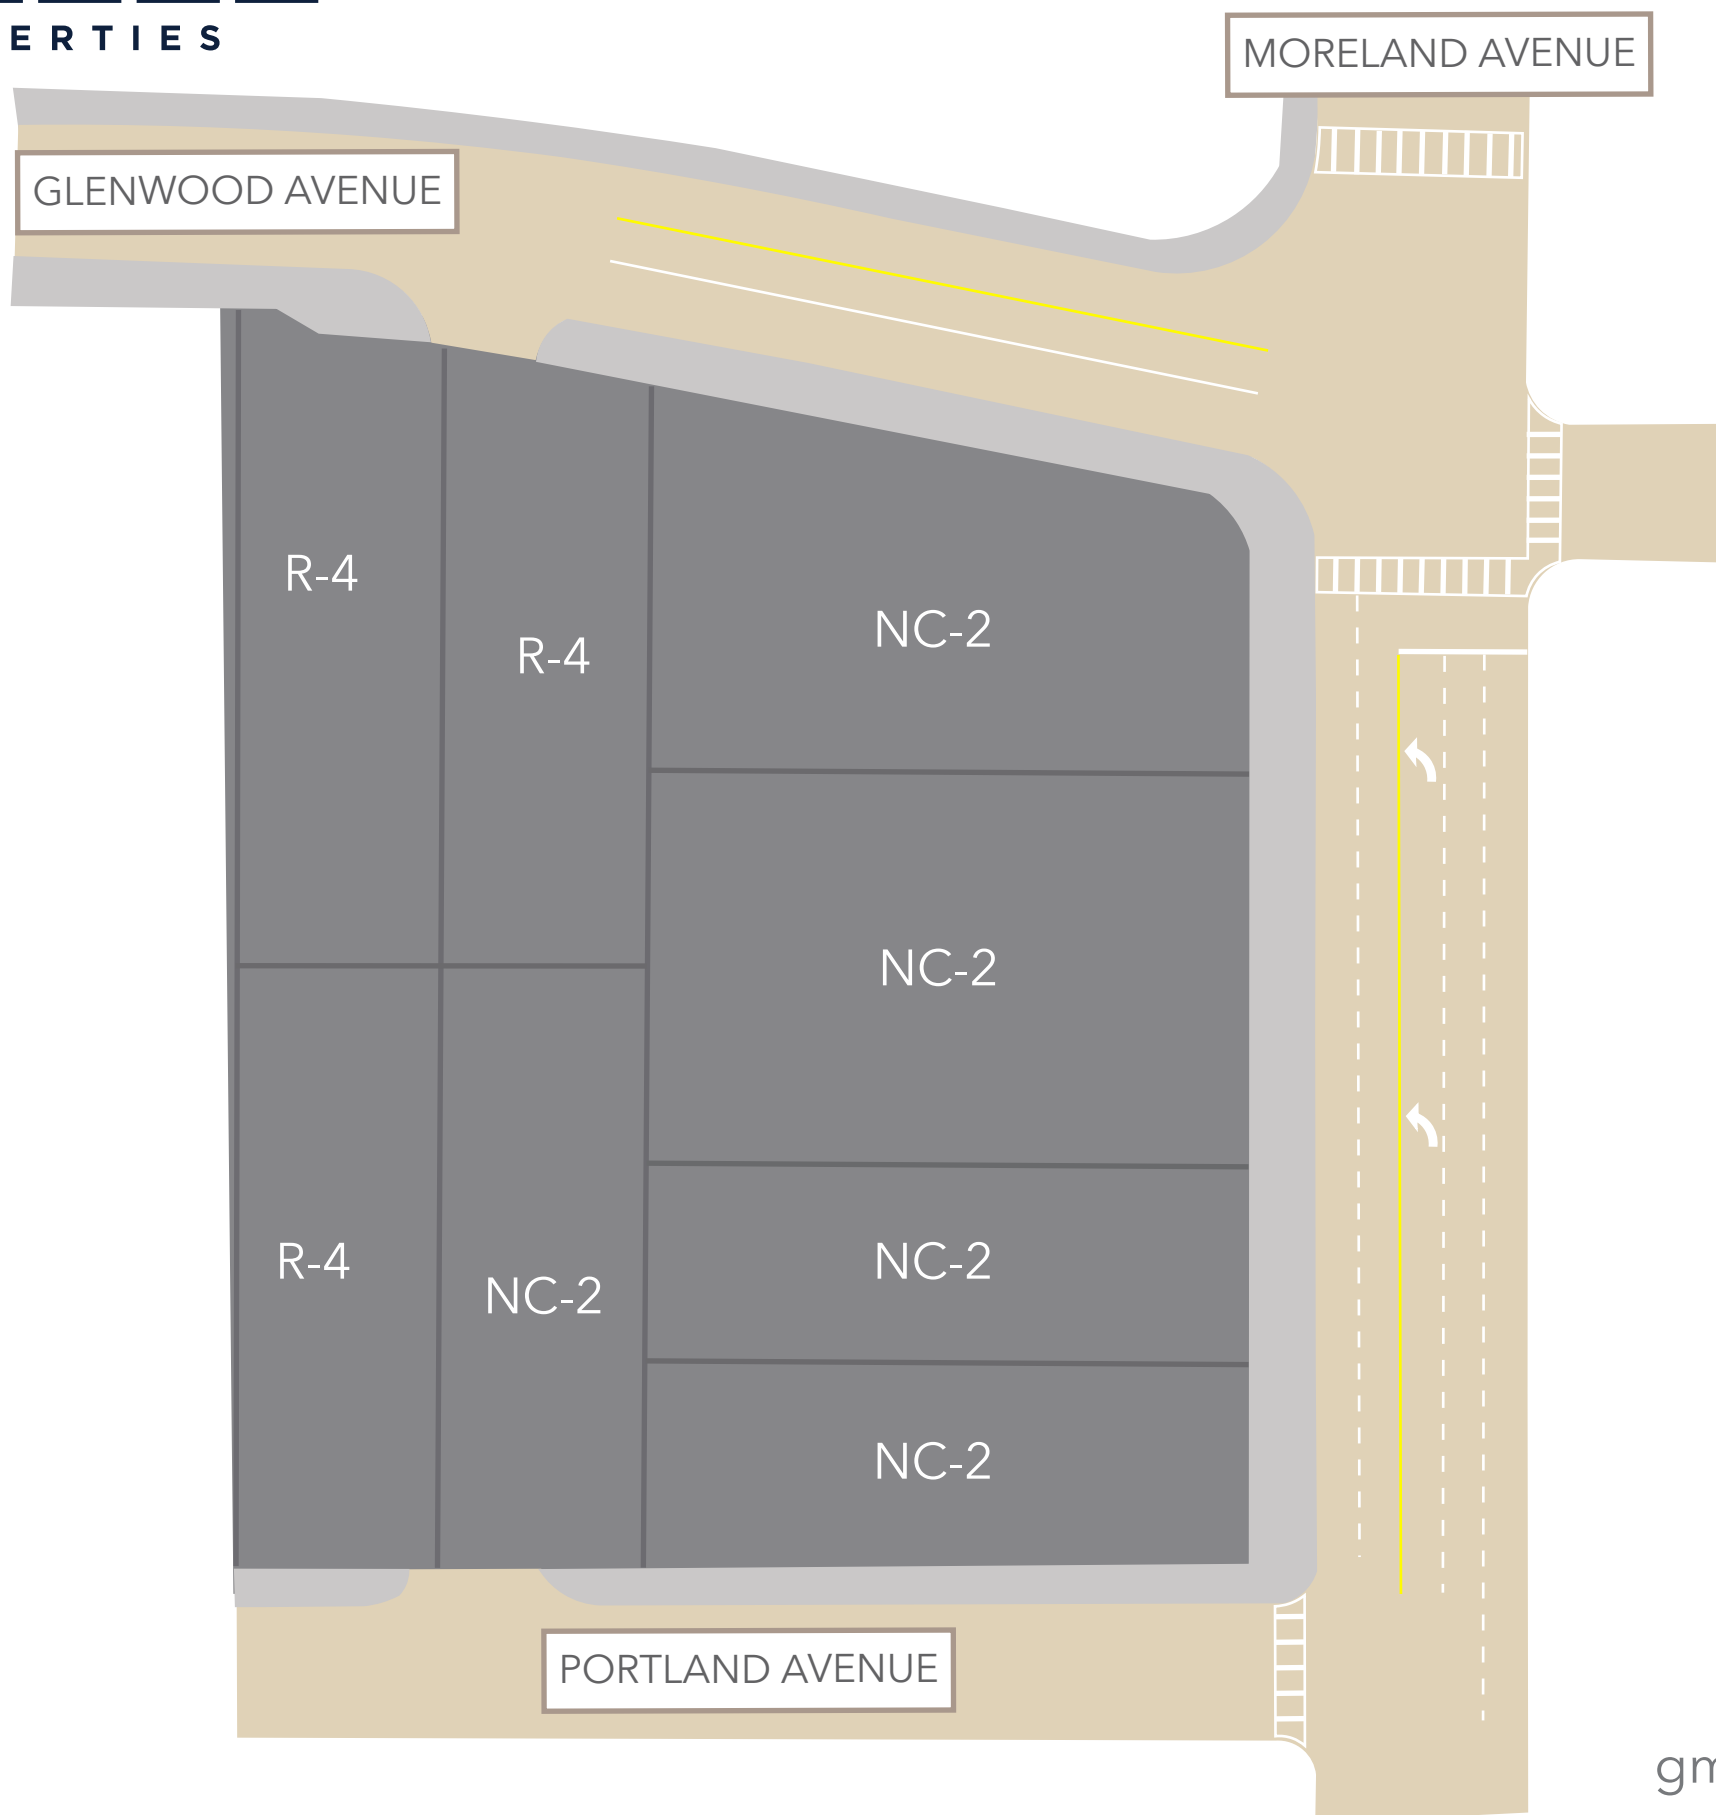 ERTIES
MORELAND AVENUE
GLENWOOD AVENUE
R-4
R-4
NC-2
NC-2
R-4
NC-2
NC-2
NC-2
PORTLAND AVENUE